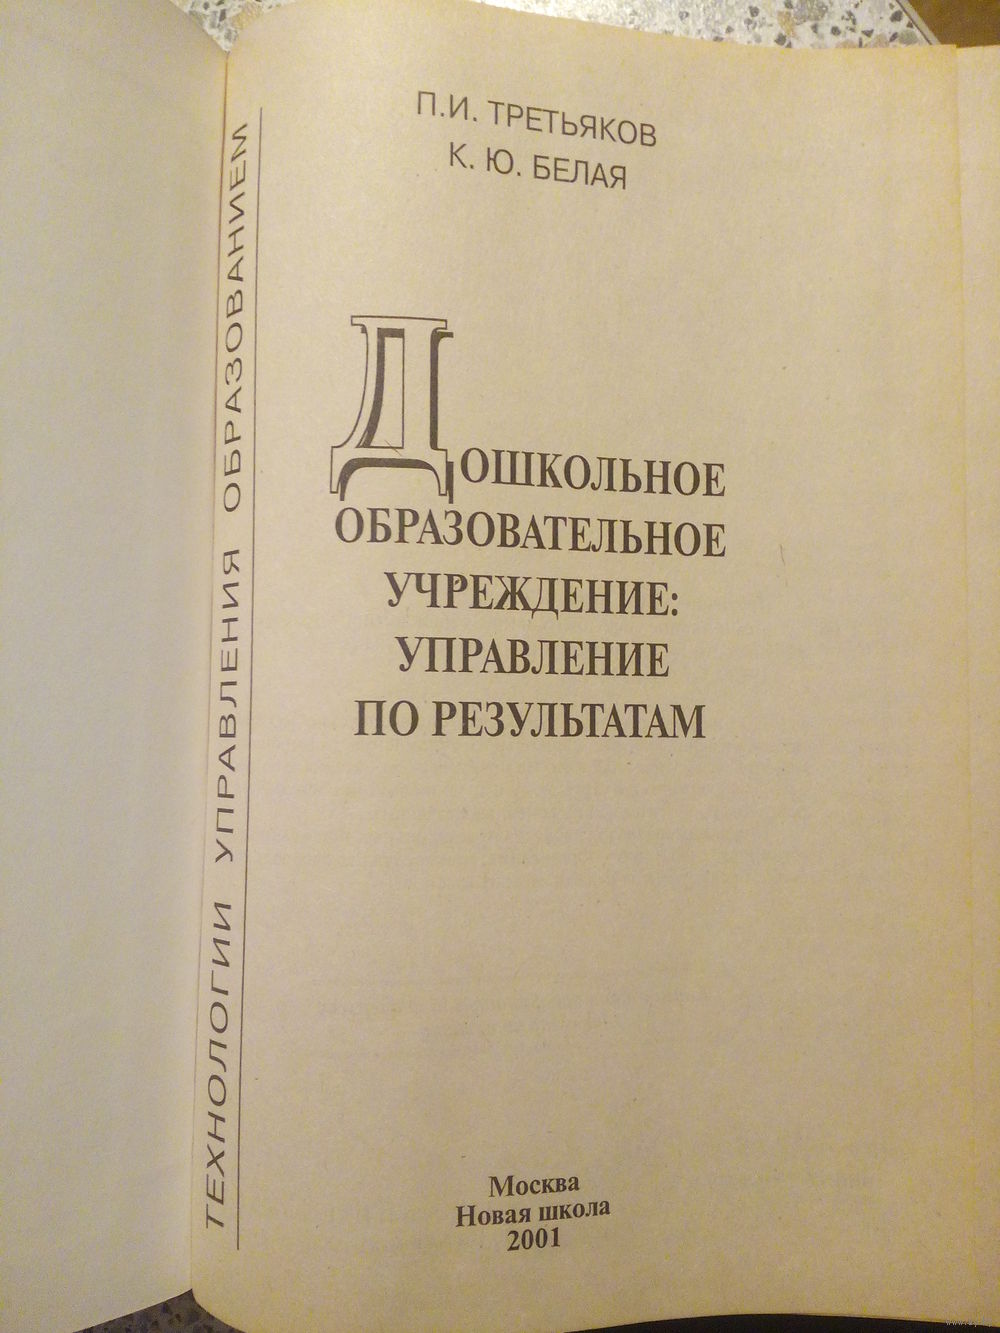 П.И. ТРЕТЬЯКОВ
К. Ю. БЕЛАЯ
ДОШКОЛЬНОЕ
ОБРАЗОВАТЕЛЬНОЕ
УЧРЕЖДЕНИЕ:
УПРАВЛЕНИЕ
ПО РЕЗУЛЬТАТАМ
ТЕХНОЛОГИИ УПРАВЛЕНИЯ ОБРАЗОВАНИЕМ
Москва
Новая школа
2001